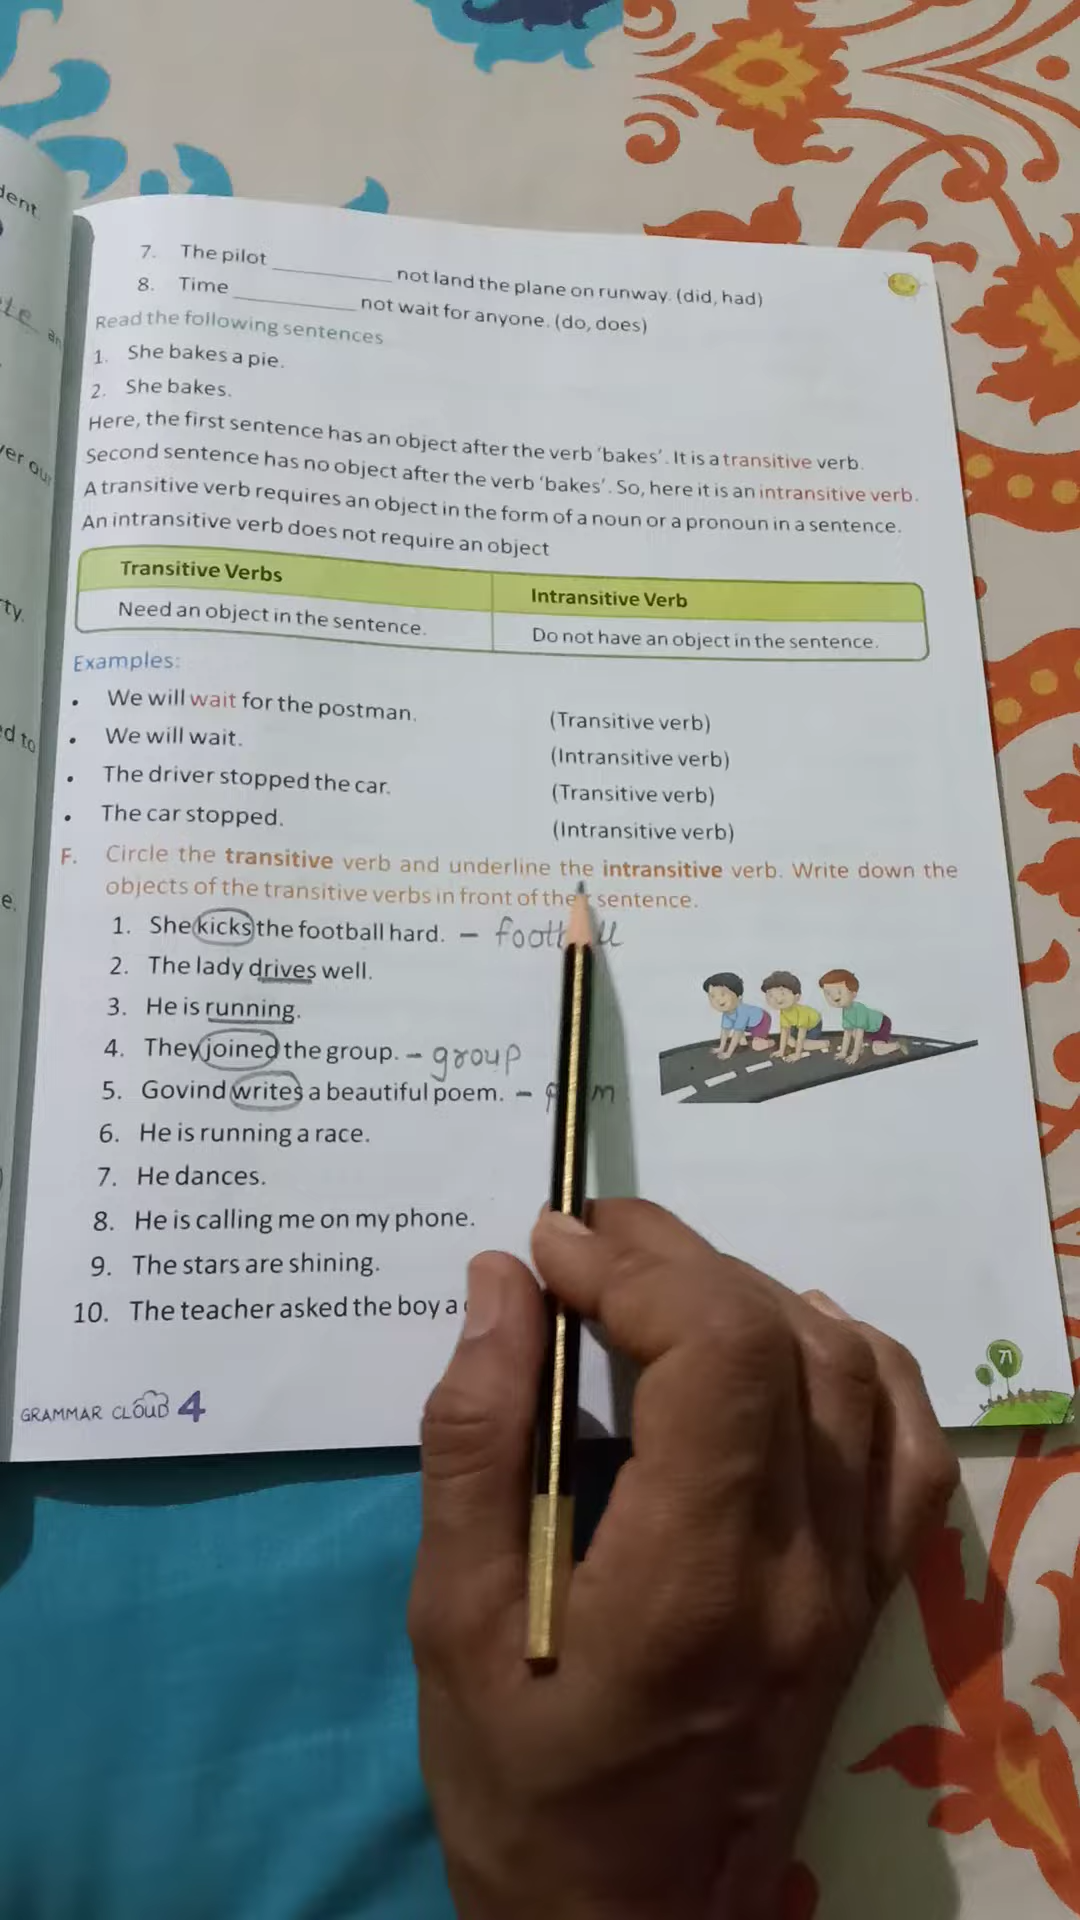 dent.
7. The pilot ____________ not land the plane on runway. (did, had)
8. Time ____________ not wait for anyone. (do, does)
Read the following sentences
1. She bakes a pie.
2. She bakes.
Here, the first sentence has an object after the verb ‘bakes’. It is a transitive verb.
Second sentence has no object after the verb ‘bakes’. So, here it is an intransitive verb.
A transitive verb requires an object in the form of a noun or a pronoun in a sentence.
An intransitive verb does not require an object
Transitive Verbs Intransitive Verb
Need an object in the sentence. Do not have an object in the sentence.
Examples:
• We will wait for the postman. (Transitive verb)
• We will wait. (Intransitive verb)
• The driver stopped the car. (Transitive verb)
• The car stopped. (Intransitive verb)
F. Circle the transitive verb and underline the intransitive verb. Write down the
objects of the transitive verbs in front of the sentence.
1. She kicks the football hard. –
2. The lady drives well.
3. He is running.
4. They joined the group. – group
5. Govind writes a beautiful poem. –
6. He is running a race.
7. He dances.
8. He is calling me on my phone.
9. The stars are shining.
10. The teacher asked the boy a
GRAMMAR CLOUD 4
71